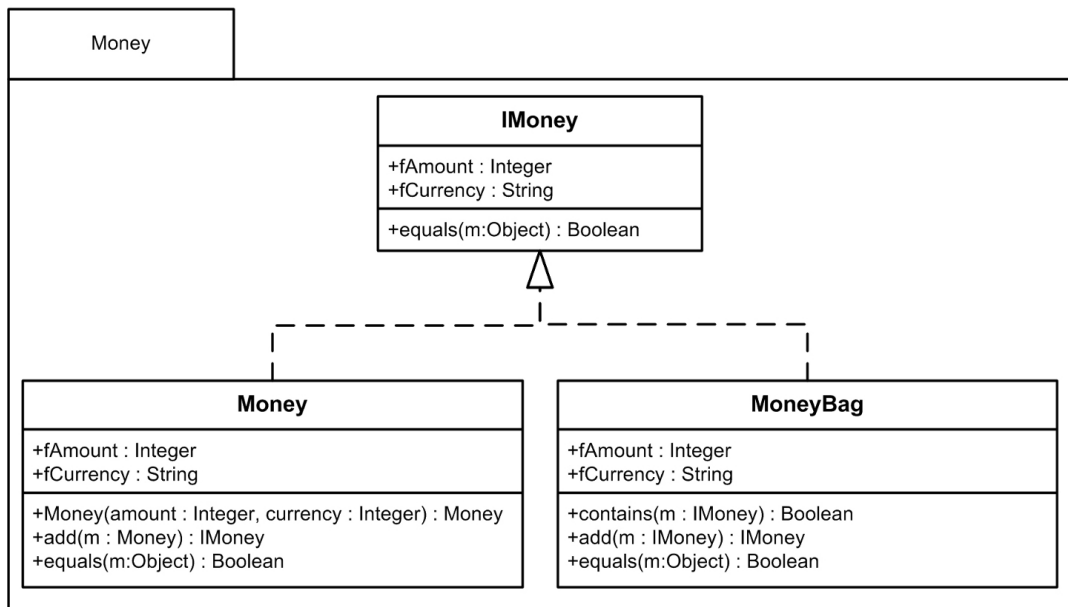 Money
IMoney
+fAmount : Integer
+fCurrency : String
+equals(m:Object) : Boolean
Money
+fAmount : Integer
+fCurrency : String
+Money(amount : Integer, currency : Integer) : Money
+add(m : Money) : IMoney
+equals(m:Object) : Boolean
MoneyBag
+fAmount : Integer
+fCurrency : String
+contains(m : IMoney) : Boolean
+add(m : IMoney) : IMoney
+equals(m:Object) : Boolean